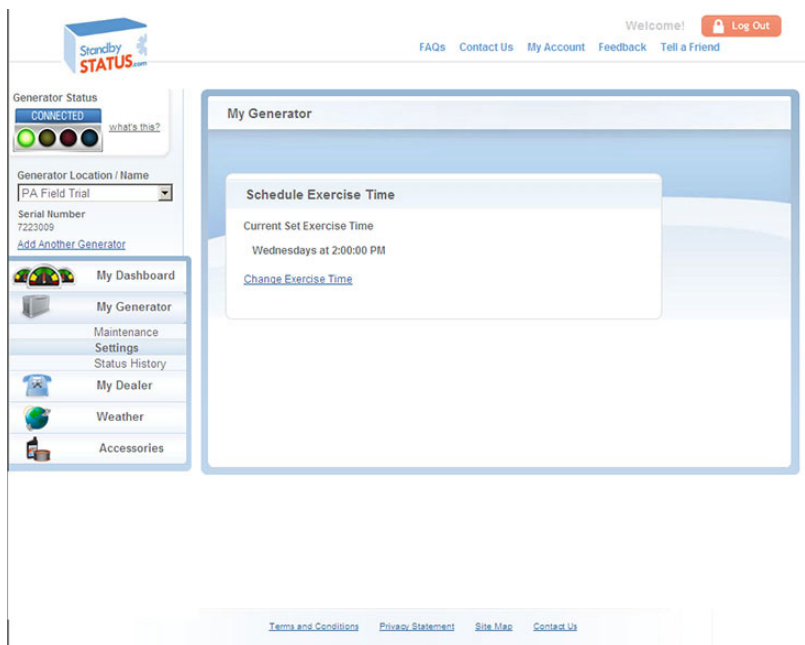 Standby
STATUS.com
Welcome!
Log Out
FAQs Contact Us My Account Feedback Tell a Friend
Generator Status
CONNECTED
what's this?
Generator Location / Name
PA Field Trial
Serial Number
7223009
Add Another Generator
My Dashboard
My Generator
Maintenance
Settings
Status History
My Dealer
Weather
Accessories
My Generator
Schedule Exercise Time
Current Set Exercise Time
Wednesdays at 2:00:00 PM
Change Exercise Time
Terms and Conditions Privacy Statement Site Map Contact Us